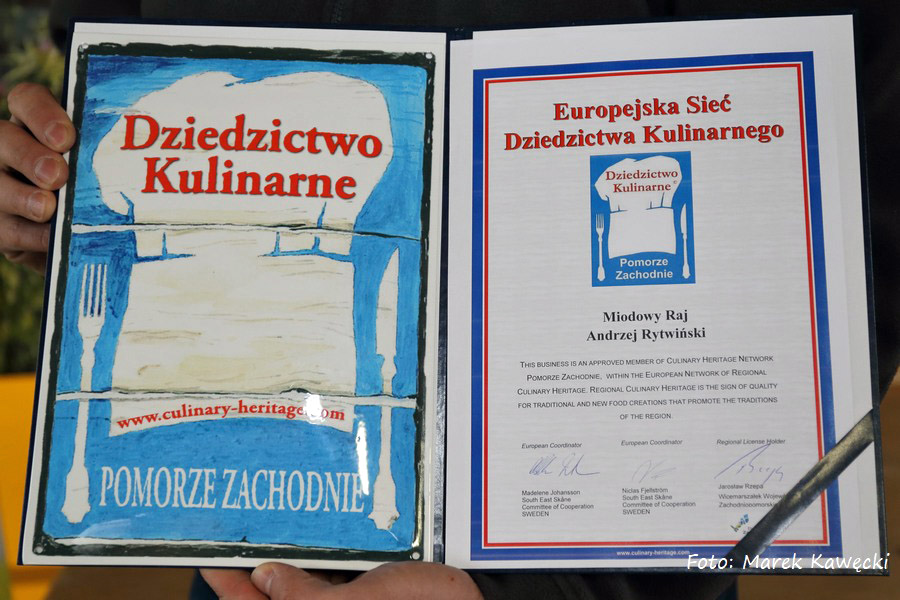 Dziedzictwo
Kulinarne
www.culinary-heritage.com
POMORZE ZACHODNIE
Europejska Sieć
Dziedzictwa Kulinarnego
Dziedzictwo
Kulinarne
Pomorze
Zachodnie
Miodowy Raj
Andrzej Rytwiński
THIS BUSINESS IS AN APPROVED MEMBER OF CULINARY HERITAGE NETWORK
POMORZE ZACHODNIE, WITHIN THE EUROPEAN NETWORK OF REGIONAL
CULINARY HERITAGE. REGIONAL CULINARY HERITAGE IS THE SIGN OF QUALITY
FOR TRADITIONAL AND NEW FOOD CREATIONS THAT PROMOTE THE TRADITIONS
OF THE REGION.
European Coordinator
Madelene Johansson
South East Skåne
Committee of Cooperation
SWEDEN
European Coordinator
Niclas Fjellström
South East Skåne
Committee of Cooperation
SWEDEN
Regional License Holder
Jarosław Rzepa
Wicemarszałek
www.culinary-heritage.com
Foto: Marek Kawęcki